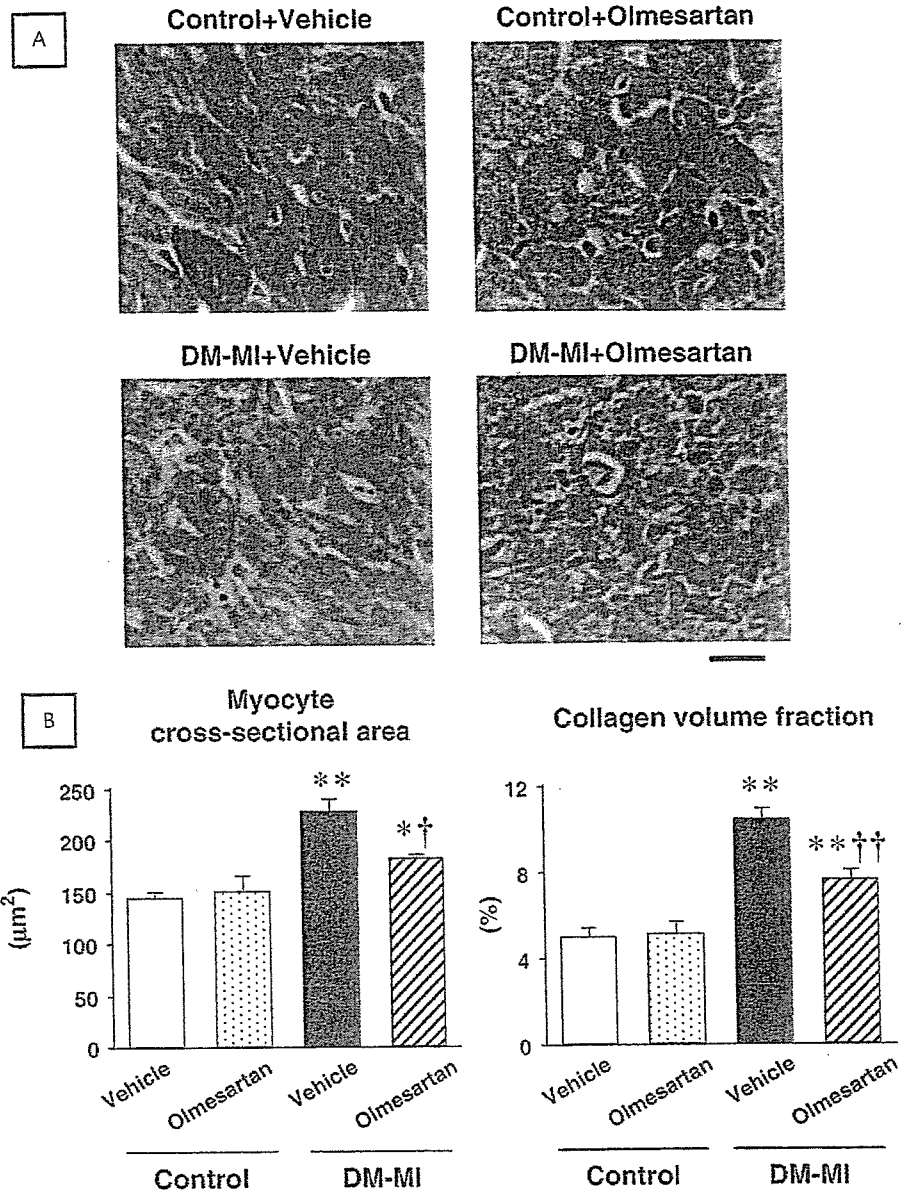 A
Control+Vehicle
Control+Olmesartan
DM-MI+Vehicle
DM-MI+Olmesartan
B
Myocyte
cross-sectional area
(μm²)
250
200
150
100
50
0
**
*†
Vehicle
Olmesartan
Vehicle
Olmesartan
Control
DM-MI
Collagen volume fraction
(%)
12
8
4
0
**
**††
Vehicle
Olmesartan
Vehicle
Olmesartan
Control
DM-MI